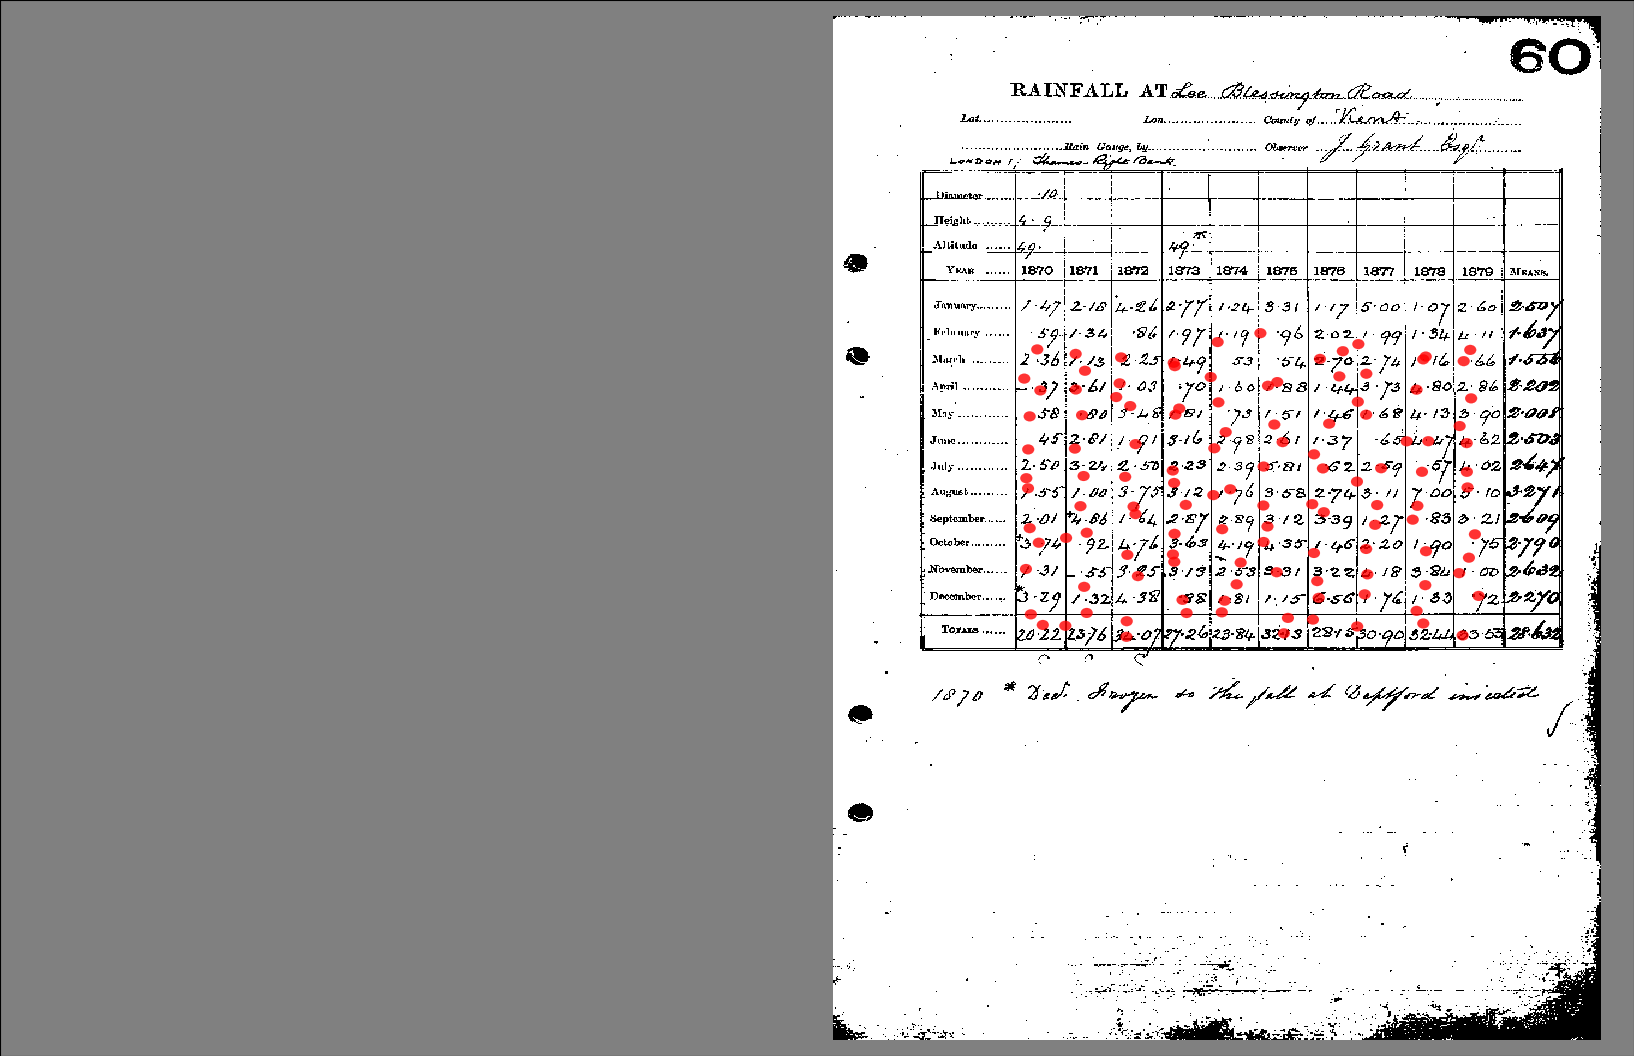 60
RAINFALL AT Lee Blessington Road
Lat. Lon. County of Kent
Rain Gauge, by Observer J Grant Esqr
LONDON 1, Thames Right Bank
Diameter ·10
Height 4·9
Altitude 49· 49·*
YEAR 1870 1871 1872 1873 1874 1875 1876 1877 1878 1879 MEANS.
January 1·47 2·18 4·26 2·77 1·24 3·31 1·17 5·00 1·07 2·60 2·507
February ·59 1·34 ·86 1·97 1·19 ·96 2·02 1·99 1·34 4·11 1·637
March 2·36 1·13 2·25 1·49 ·53 ·54 2·70 2·74 1·16 ·66 1·556
April ·37 2·61 1·03 ·70 1·60 1·88 1·44 3·73 4·80 2·86 2·202
May ·58 ·80 3·48 1·81 ·73 1·51 1·46 1·68 4·13 3·90 2·008
June ·45 2·81 1·91 3·16 2·98 2·61 1·37 ·65 4·47 4·62 2·503
July 2·50 3·24 2·50 2·23 2·39 5·81 ·62 2·59 ·57 4·02 2·647
August 1·55 1·00 3·75 3·12 1·76 3·58 2·74 3·11 7·00 5·10 3·271
September 2·01 4·86 1·64 2·87 2·89 3·12 3·39 1·27 ·83 3·21 2·609
October 3·74 ·92 4·76 3·63 4·19 4·35 1·46 2·20 1·90 ·75 2·790
November 1·31 ·55 3·25 3·13 2·53 3·31 3·22 4·18 3·84 1·00 2·632
December *3·29 1·32 4·38 ·38 1·81 1·15 6·56 1·76 1·33 ·72 2·270
TOTALS 20·22 23·76 34·07 27·26 23·84 32·13 28·15 30·90 32·44 33·55 28·632
1870 * Dec. Frozen so the fall at Deptford inserted